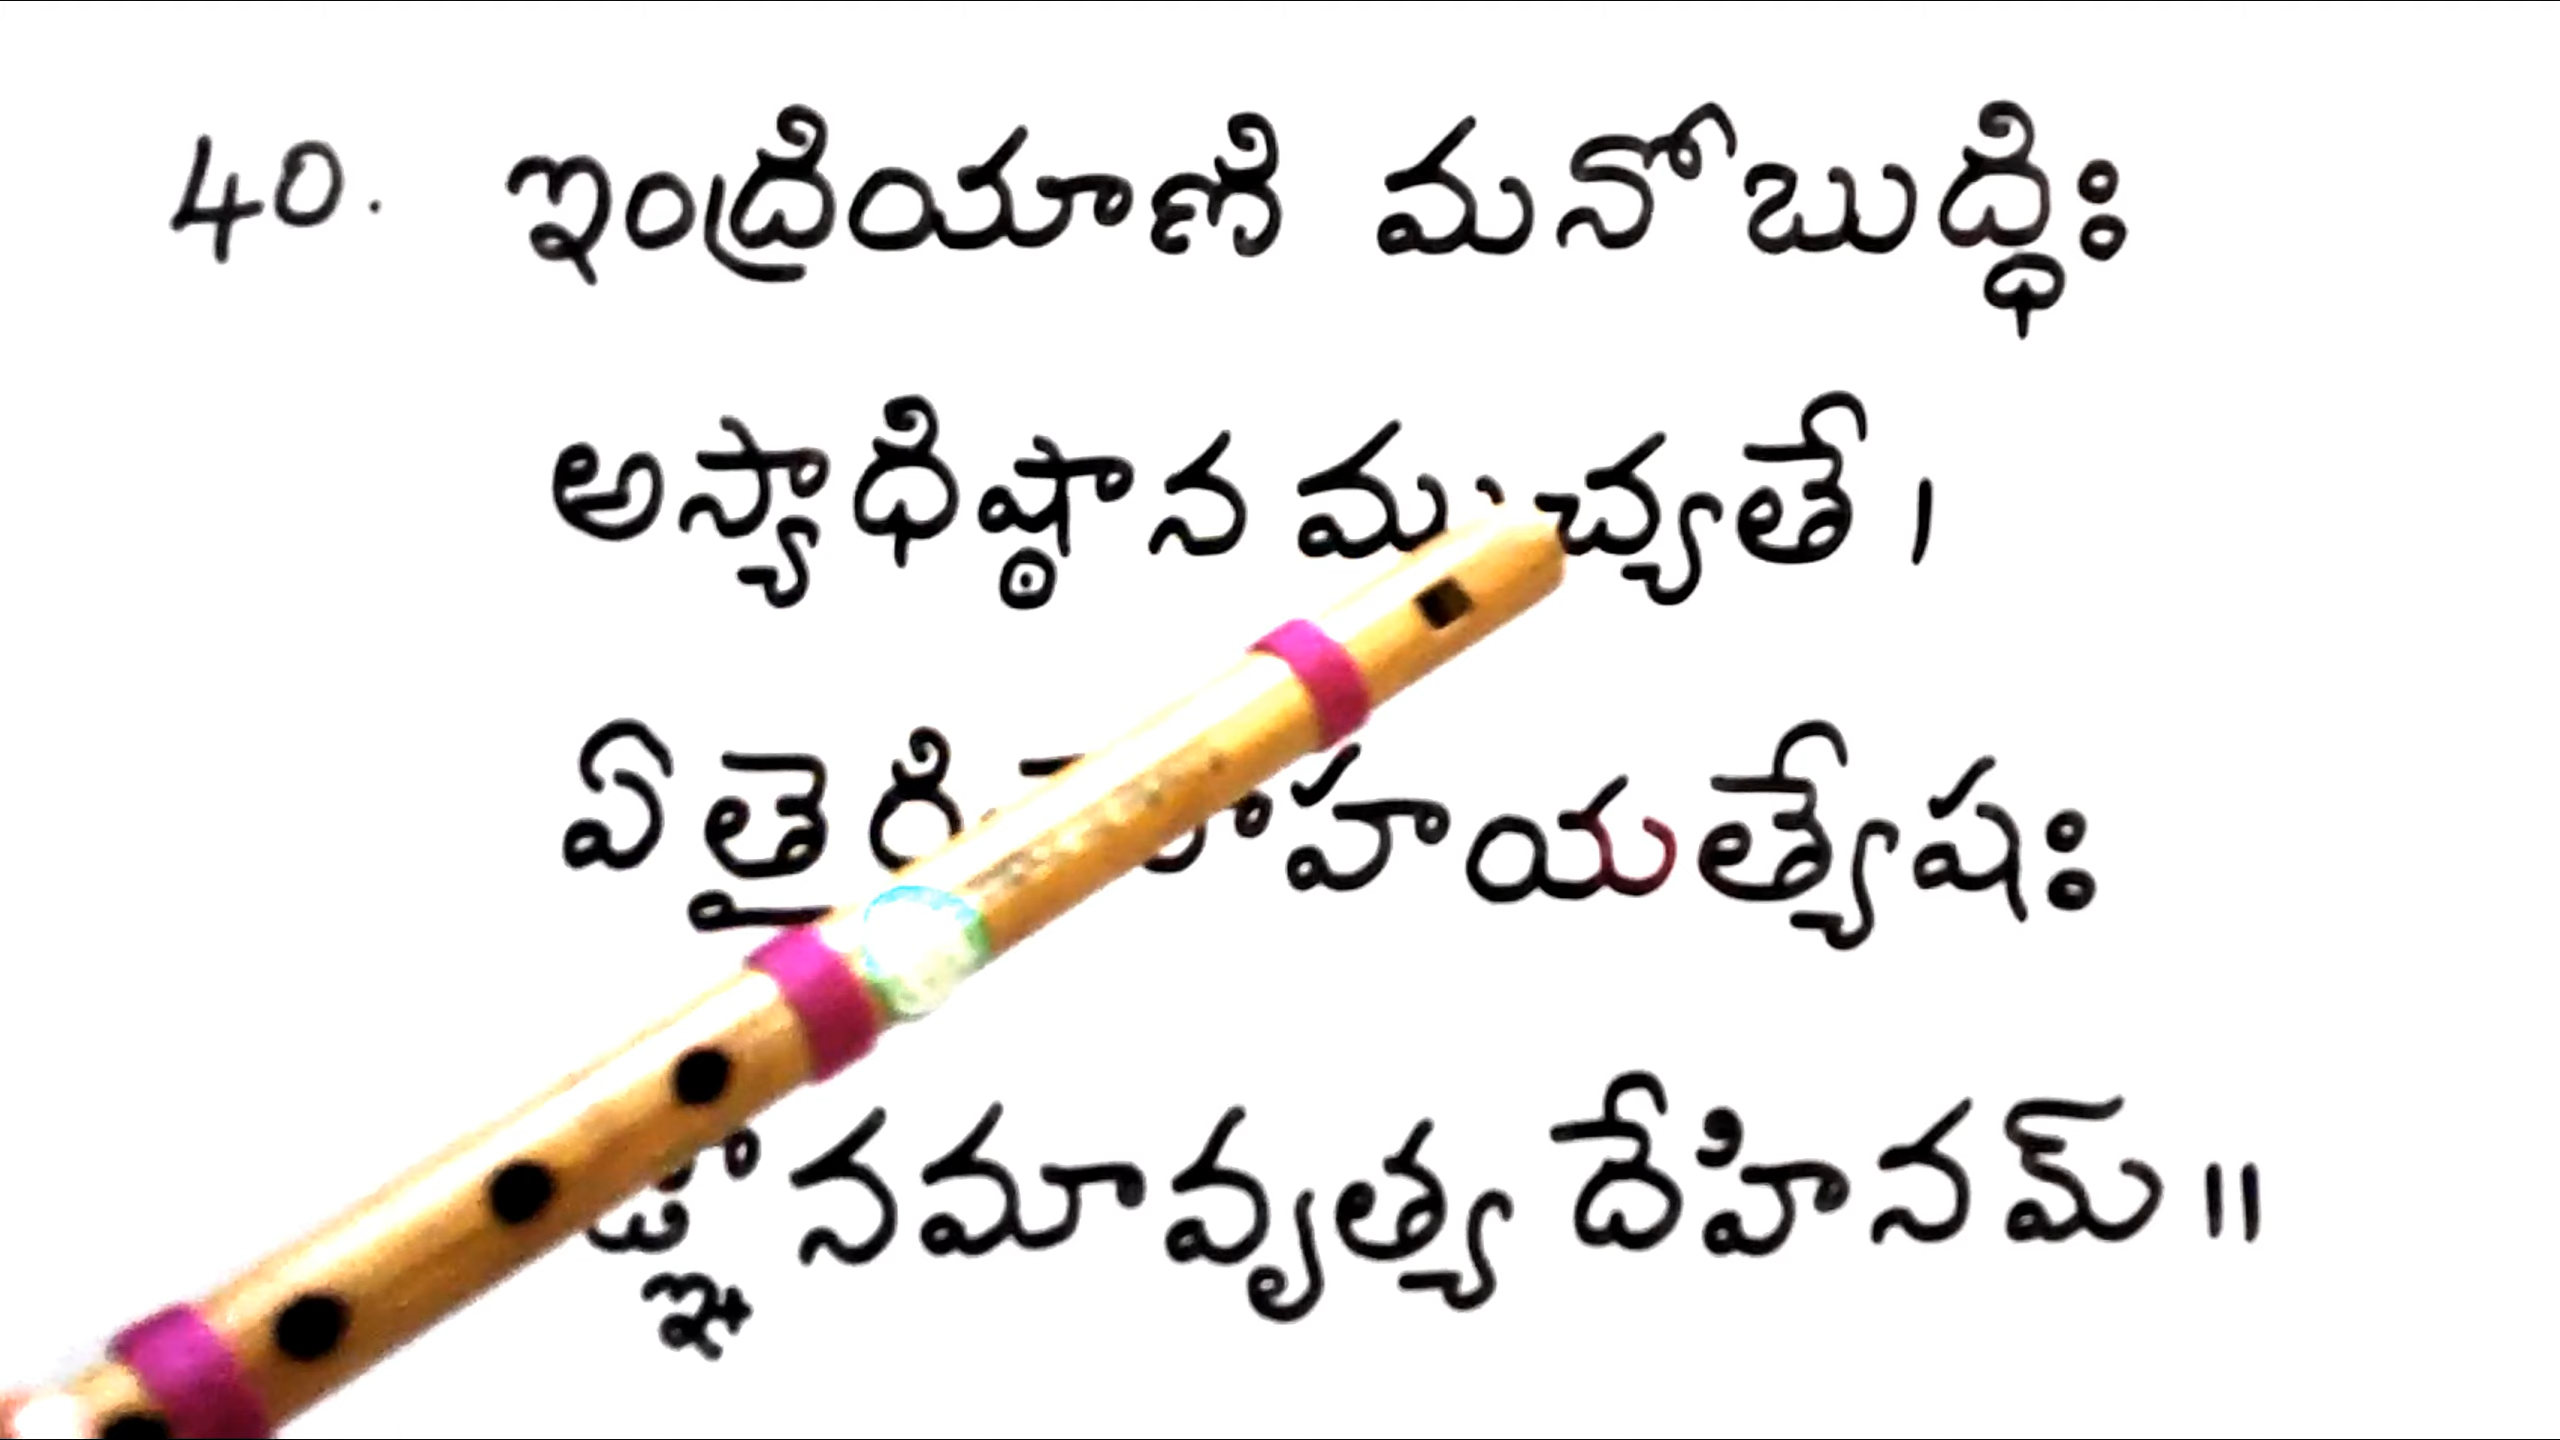 40. ఇంద్రియాణి మనోబుద్ధిః
అస్యాధిష్ఠాన ముచ్యతే ।
ఏతైర్విమోహయత్యేషః
జ్ఞానమావృత్య దేహినమ్ ॥